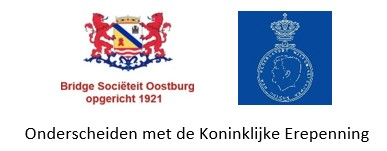 Bridge Sociëteit Oostburg
opgericht 1921
Onderscheiden met de Koninklijke Erepenning